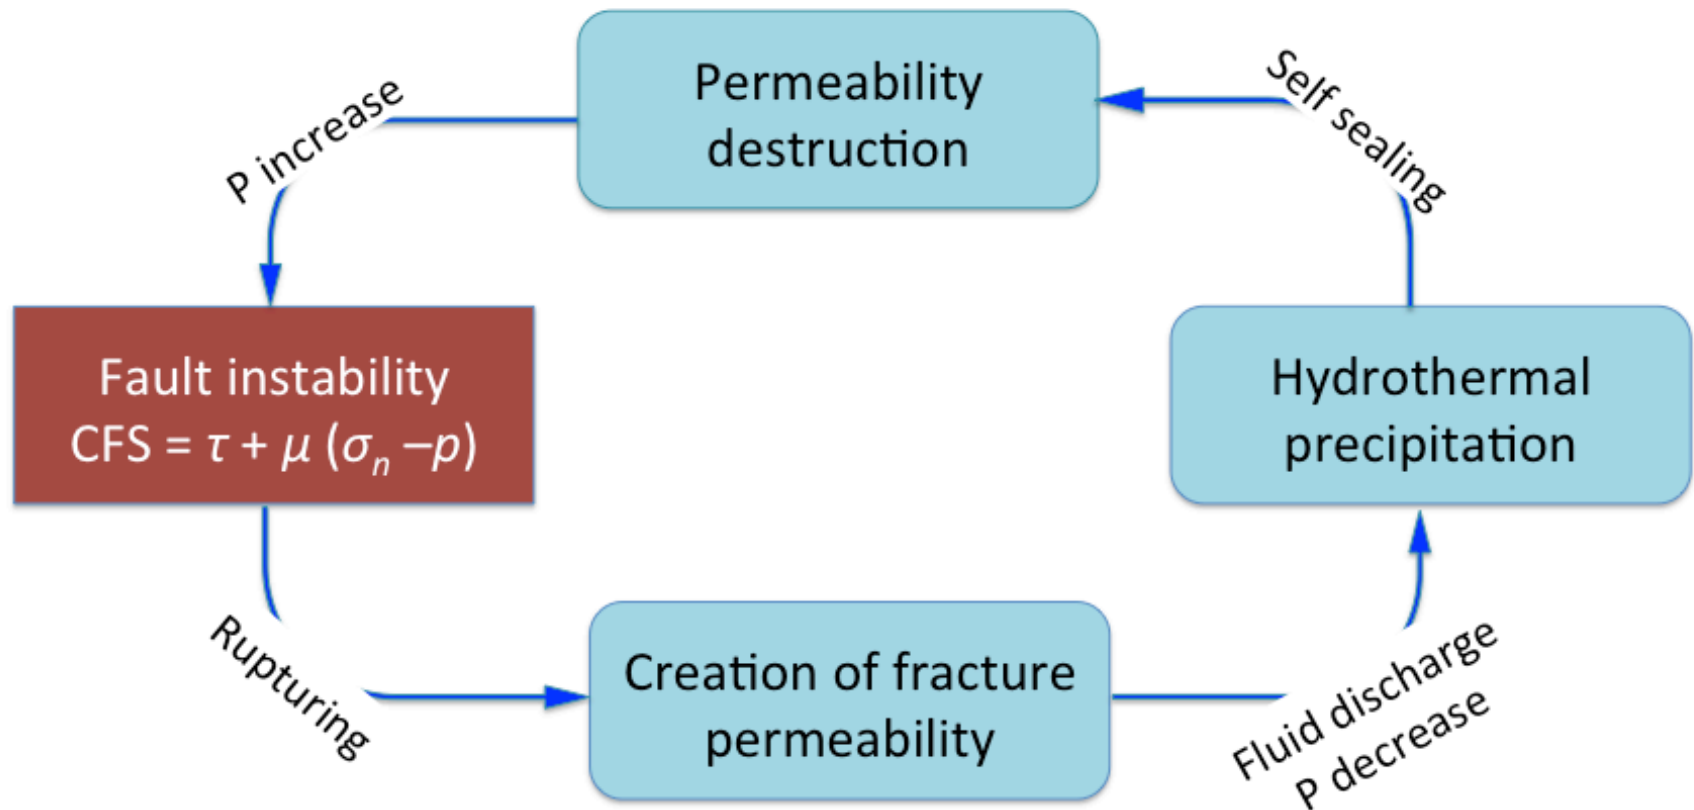 Permeability
destruction
Self sealing
P increase
Fault instability
CFS = τ + μ (σₙ –p)
Hydrothermal
precipitation
Rupturing
Creation of fracture
permeability
Fluid discharge
P decrease